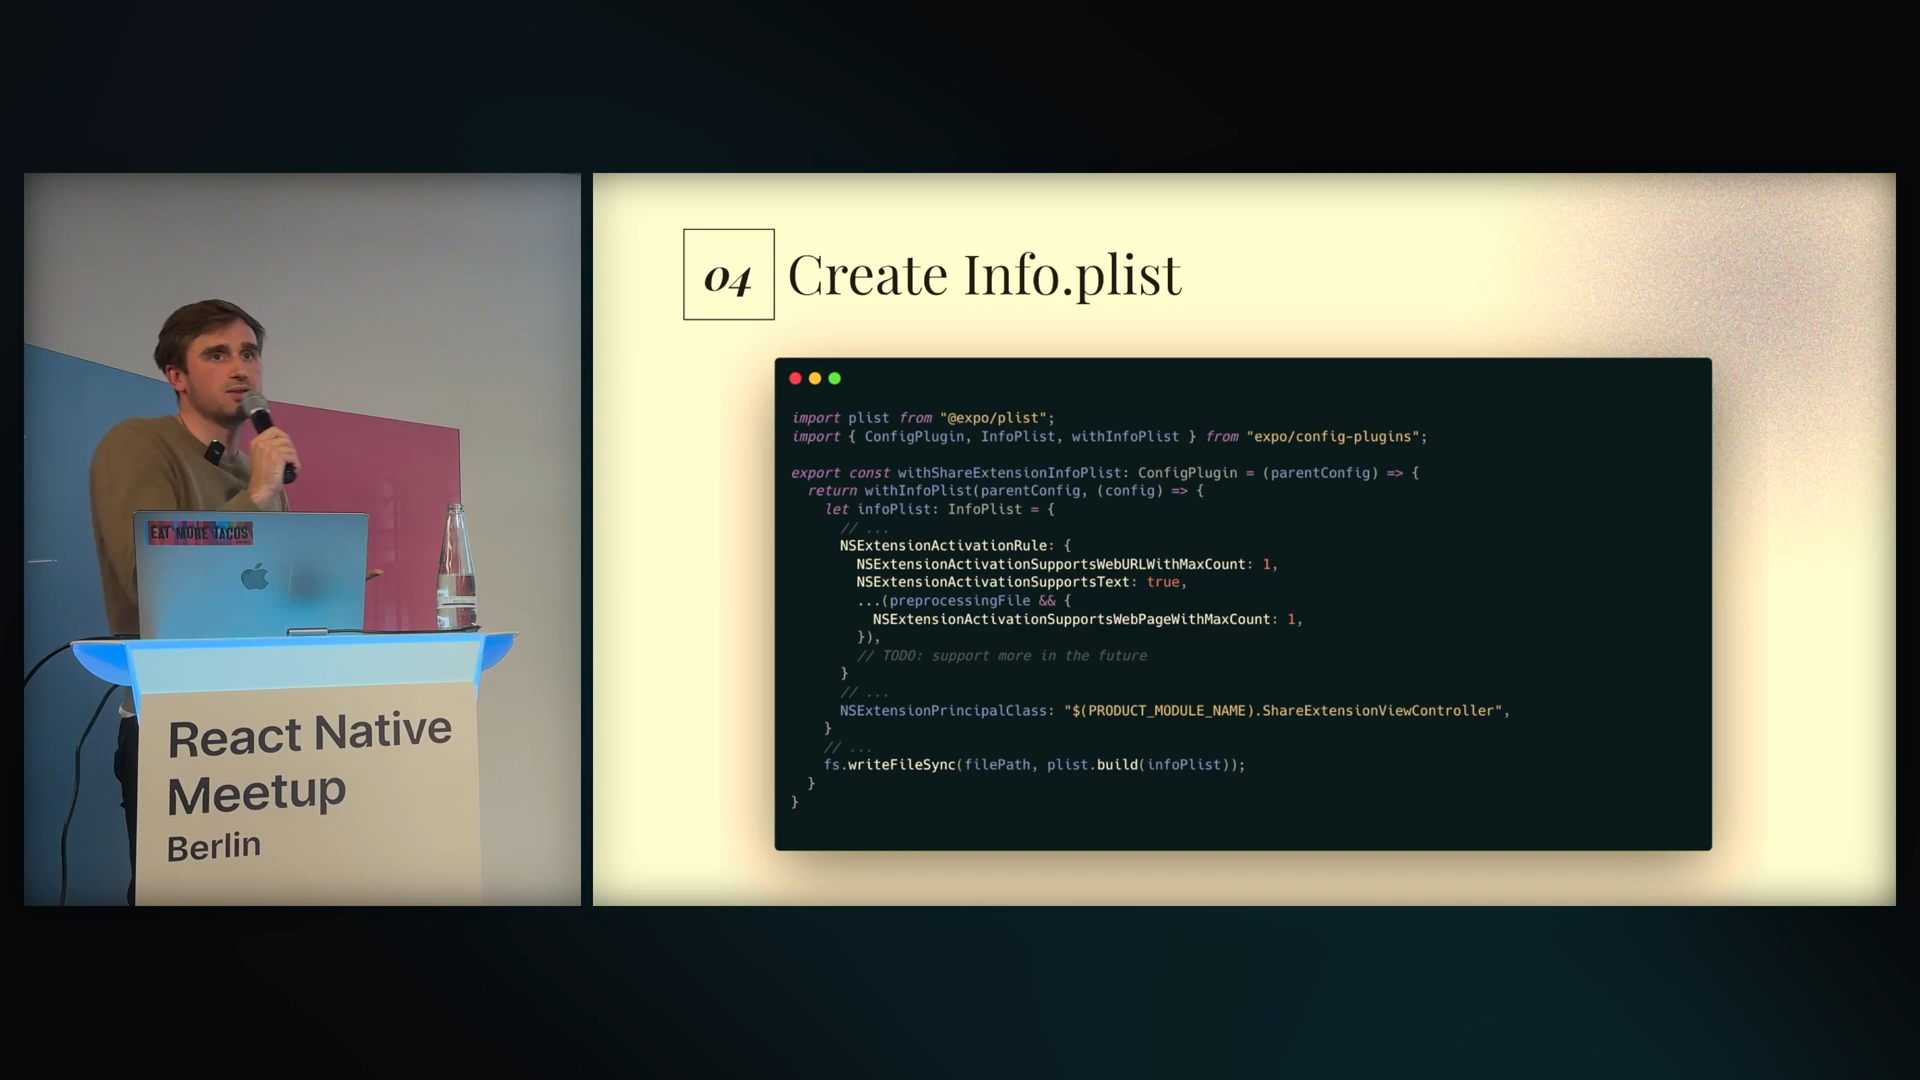 EAT MORE TACOS
React Native
Meetup
Berlin
04 Create Info.plist
import plist from "@expo/plist";
import { ConfigPlugin, InfoPlist, withInfoPlist } from "expo/config-plugins";
export const withShareExtensionInfoPlist: ConfigPlugin = (parentConfig) => {
return withInfoPlist(parentConfig, (config) => {
let infoPlist: InfoPlist = {
// ...
NSExtensionActivationRule: {
NSExtensionActivationSupportsWebURLWithMaxCount: 1,
NSExtensionActivationSupportsText: true,
...(preprocessingFile && {
NSExtensionActivationSupportsWebPageWithMaxCount: 1,
}),
// TODO: support more in the future
}
// ...
NSExtensionPrincipalClass: "$(PRODUCT_MODULE_NAME).ShareExtensionViewController",
}
// ...
fs.writeFileSync(filePath, plist.build(infoPlist));
}
}